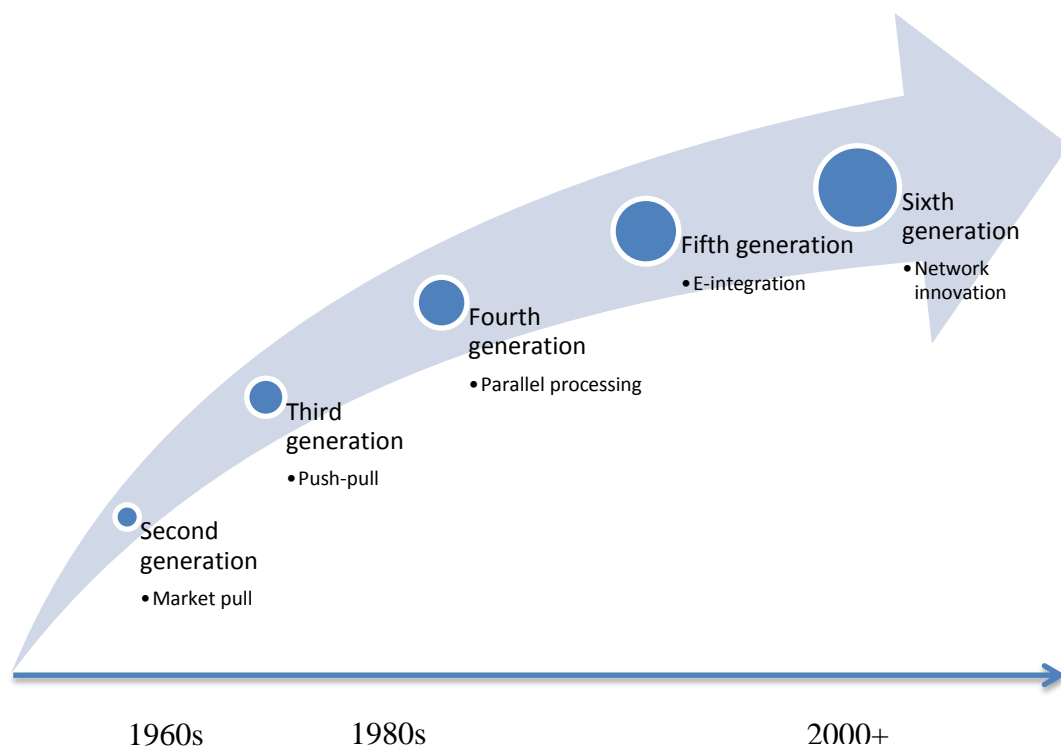 Sixth
generation
• Network
innovation
Fifth generation
• E-integration
Fourth
generation
• Parallel processing
Third
generation
• Push-pull
Second
generation
• Market pull
1960s
1980s
2000+